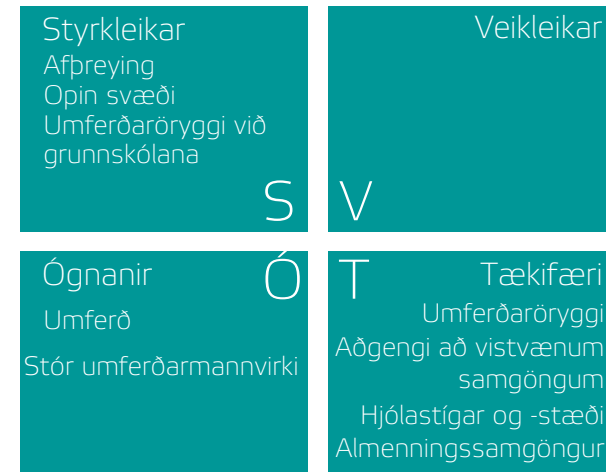 Styrkleikar
Afþreying
Opin svæði
Umferðaröryggi við
grunnskólana
S
Veikleikar
V
Ógnanir
Ó
Umferð
Stór umferðarmannvirki
T
Tækifæri
Umferðaröryggi
Aðgengi að vistvænum
samgöngum
Hjólastígar og -stæði
Almenningssamgöngur